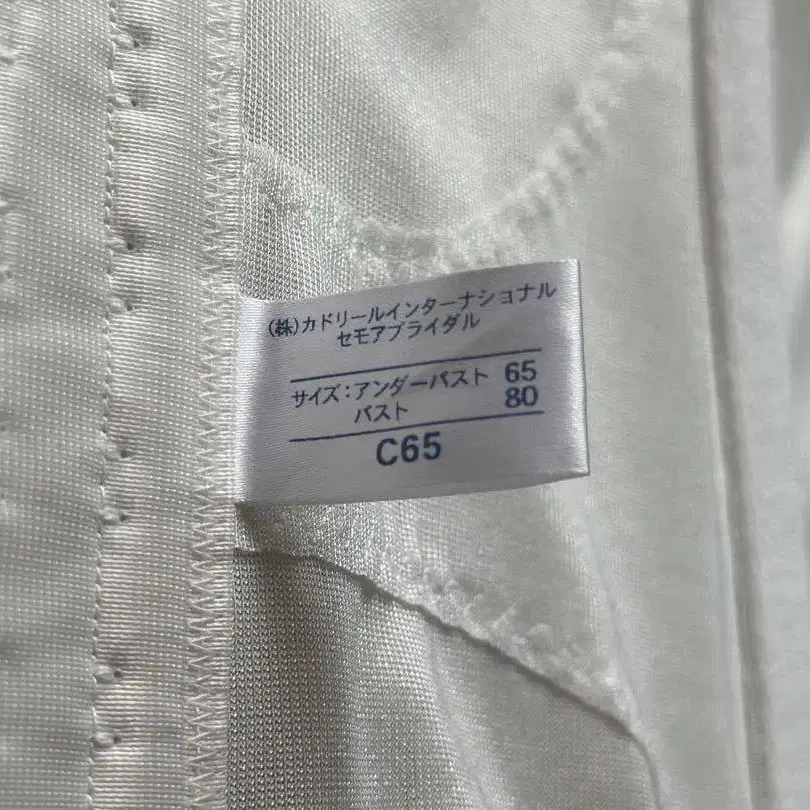 (株)カドリールインターナショナル
セモアブライダル
サイズ:アンダーバスト 65
バスト 80
C65